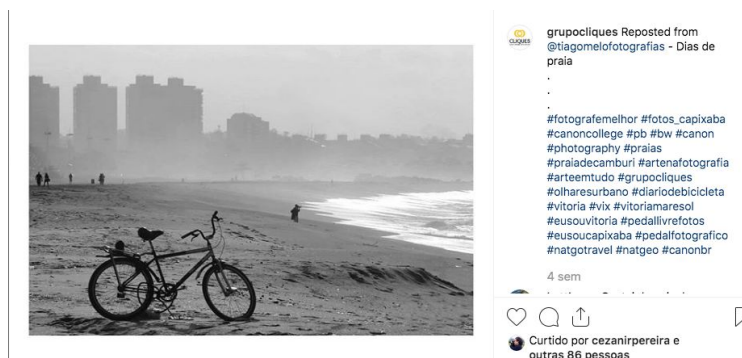 CLIQUES
grupocliques Reposted from
@tiagomelofotografias - Dias de
praia
.
.
.
#fotografemelhor #fotos_capixaba
#canoncollege #pb #bw #canon
#photography #praias
#praiadecamburi #artenafotografia
#arteemtudo #grupocliques
#olharesurbano #diariodebicicleta
#vitoria #vix #vitoriamaresol
#eusouvitoria #pedallivrefotos
#eusoucapixaba #pedalfotografico
#natgotravel #natgeo #canonbr
4 sem
Curtido por cezanirpereira e
outras 86 pessoas